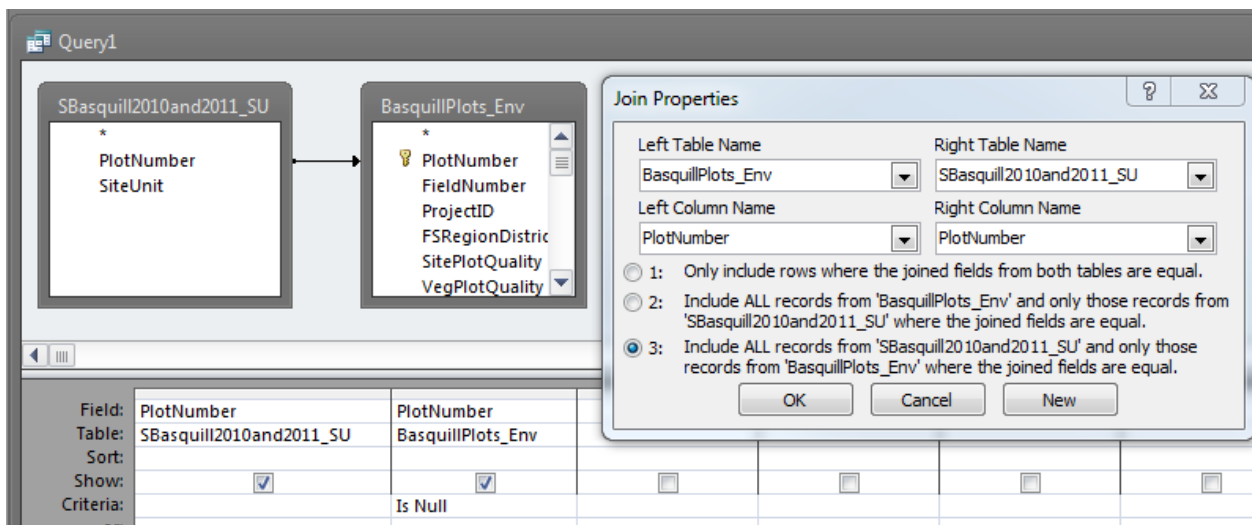 Query1
SBasquill2010and2011_SU
*
PlotNumber
SiteUnit
BasquillPlots_Env
*
PlotNumber
FieldNumber
ProjectID
FSRegionDistric
SitePlotQuality
VegPlotQuality
Join Properties
Left Table Name Right Table Name
BasquillPlots_Env SBasquill2010and2011_SU
Left Column Name Right Column Name
PlotNumber PlotNumber
1: Only include rows where the joined fields from both tables are equal.
2: Include ALL records from 'BasquillPlots_Env' and only those records from
'SBasquill2010and2011_SU' where the joined fields are equal.
3: Include ALL records from 'SBasquill2010and2011_SU' and only those
records from 'BasquillPlots_Env' where the joined fields are equal.
OK Cancel New
Field: PlotNumber PlotNumber
Table: SBasquill2010and2011_SU BasquillPlots_Env
Sort:
Show:
Criteria: Is Null